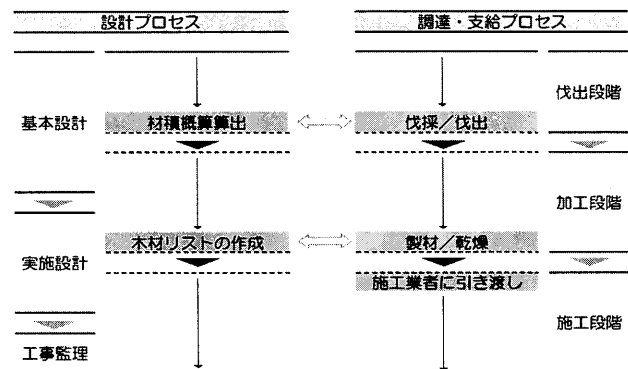 設計プロセス
調達・支給プロセス
伐出段階
基本設計
材積概算算出
伐採／伐出
加工段階
木材リストの作成
製材／乾燥
実施設計
施工業者に引き渡し
施工段階
工事監理